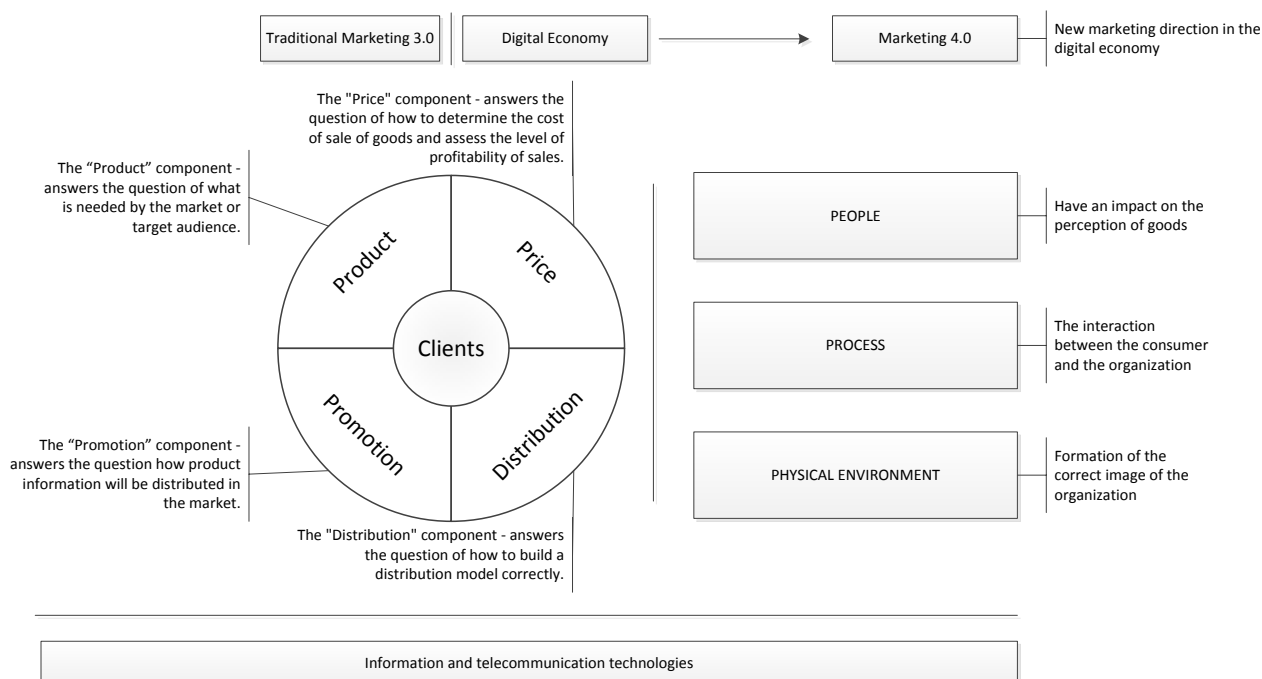 Traditional Marketing 3.0
Digital Economy
Marketing 4.0
New marketing direction in the
digital economy
The "Price" component - answers the
question of how to determine the cost
of sale of goods and assess the level of
profitability of sales.
The “Product” component -
answers the question of what
is needed by the market or
target audience.
Product
Price
Clients
Promotion
Distribution
PEOPLE
Have an impact on the
perception of goods
PROCESS
The interaction
between the consumer
and the organization
The “Promotion” component -
answers the question how product
information will be distributed in
the market.
PHYSICAL ENVIRONMENT
Formation of the
correct image of the
organization
The "Distribution" component - answers
the question of how to build a
distribution model correctly.
Information and telecommunication technologies